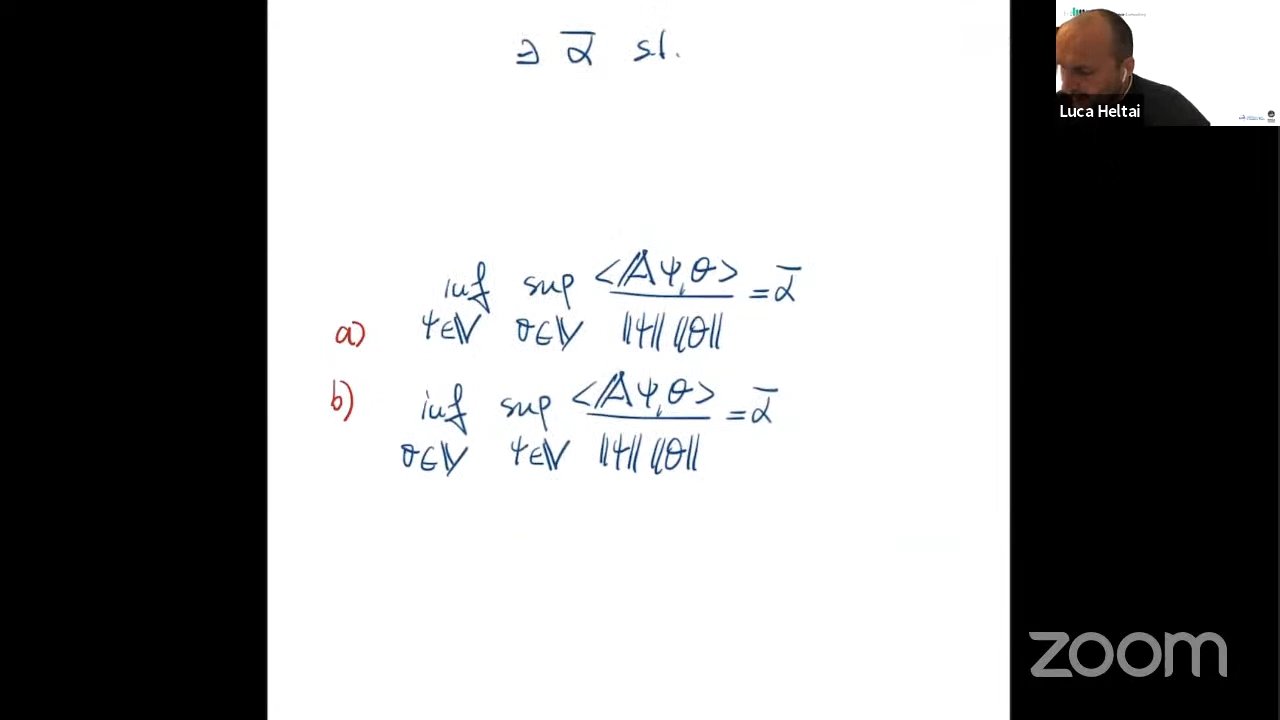 ∃ ᾱ s.t.
inf sup <𝔸ψ,θ> = ᾱ
a) ψ∈𝕍 θ∈𝕍 ||ψ|| ||θ||
b) inf sup <𝔸ψ,θ> = ᾱ
θ∈𝕍 ψ∈𝕍 ||ψ|| ||θ||
Luca Heltai
zoom